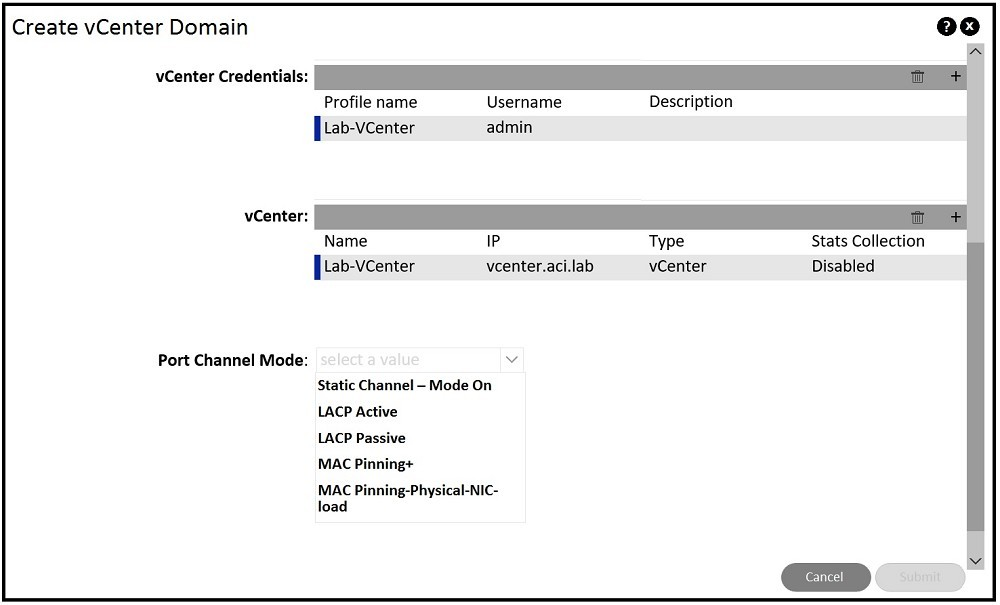 Create vCenter Domain
? x
vCenter Credentials:
+
Profile name Username Description
Lab-VCenter admin
vCenter:
+
Name IP Type Stats Collection
Lab-VCenter vcenter.aci.lab vCenter Disabled
Port Channel Mode: select a value
Static Channel – Mode On
LACP Active
LACP Passive
MAC Pinning+
MAC Pinning-Physical-NIC-
load
Cancel Submit